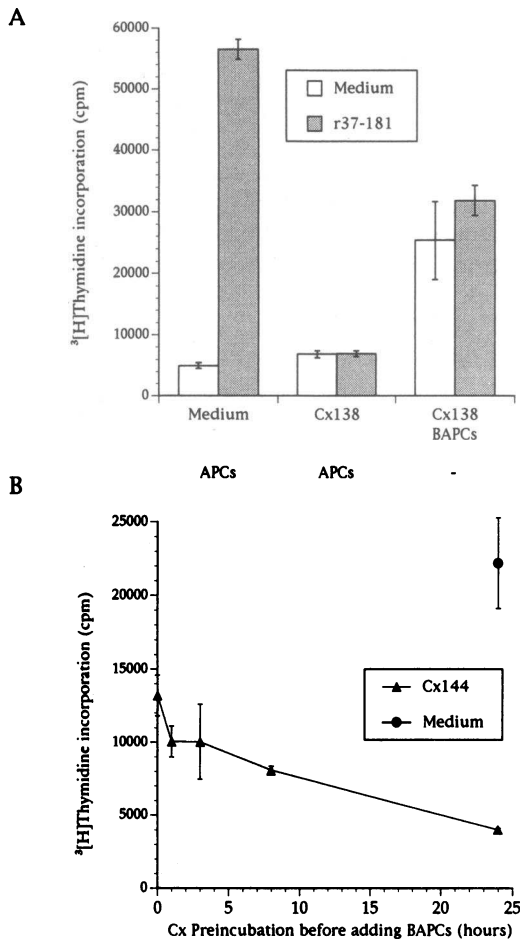 A
60000
50000
40000
30000
20000
10000
0
³[H]Thymidine incorporation (cpm)
Medium
r37-181
Medium Cx138 Cx138
BAPCs
APCs APCs -
B
25000
20000
15000
10000
5000
0
³[H]Thymidine incorporation (cpm)
Cx144
Medium
0 5 10 15 20 25
Cx Preincubation before adding BAPCs (hours)